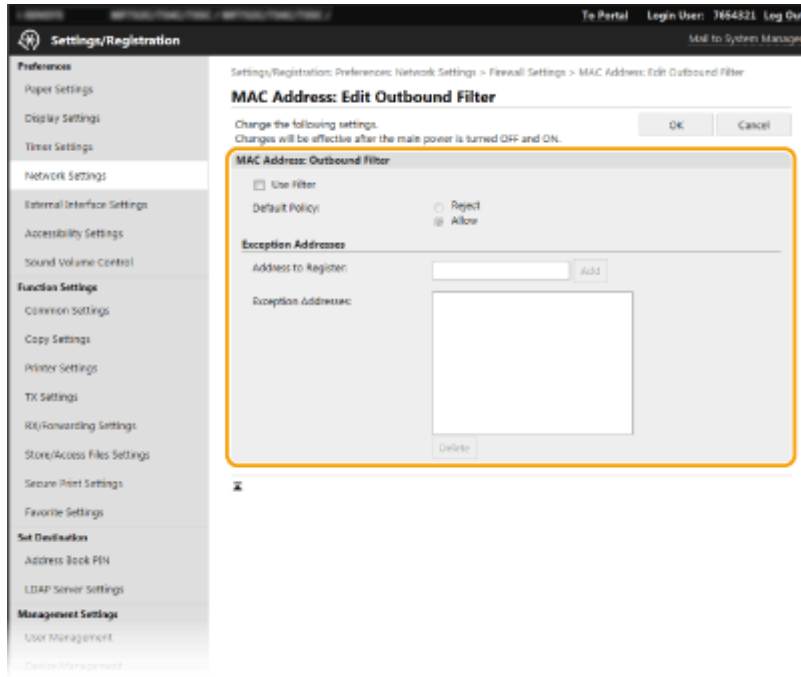 To Portal Login User: 7654321 Log Ou
Settings/Registration
Mail to System Manage
Preferences
Paper Settings
Display Settings
Timer Settings
Network Settings
External Interface Settings
Accessibility Settings
Sound Volume Control
Function Settings
Common Settings
Copy Settings
Printer Settings
TX Settings
RX/Forwarding Settings
Store/Access Files Settings
Secure Print Settings
Favorite Settings
Set Destination
Address Book PIN
LDAP Server Settings
Management Settings
User Management
Device Management
Settings/Registration: Preferences: Network Settings > Firewall Settings > MAC Address: Edit Outbound Filter
MAC Address: Edit Outbound Filter
Change the following settings.
Changes will be effective after the main power is turned OFF and ON.
OK Cancel
MAC Address: Outbound Filter
Use Filter
Default Policy: Reject
Allow
Exception Addresses
Address to Register: Add
Exception Addresses:
Delete